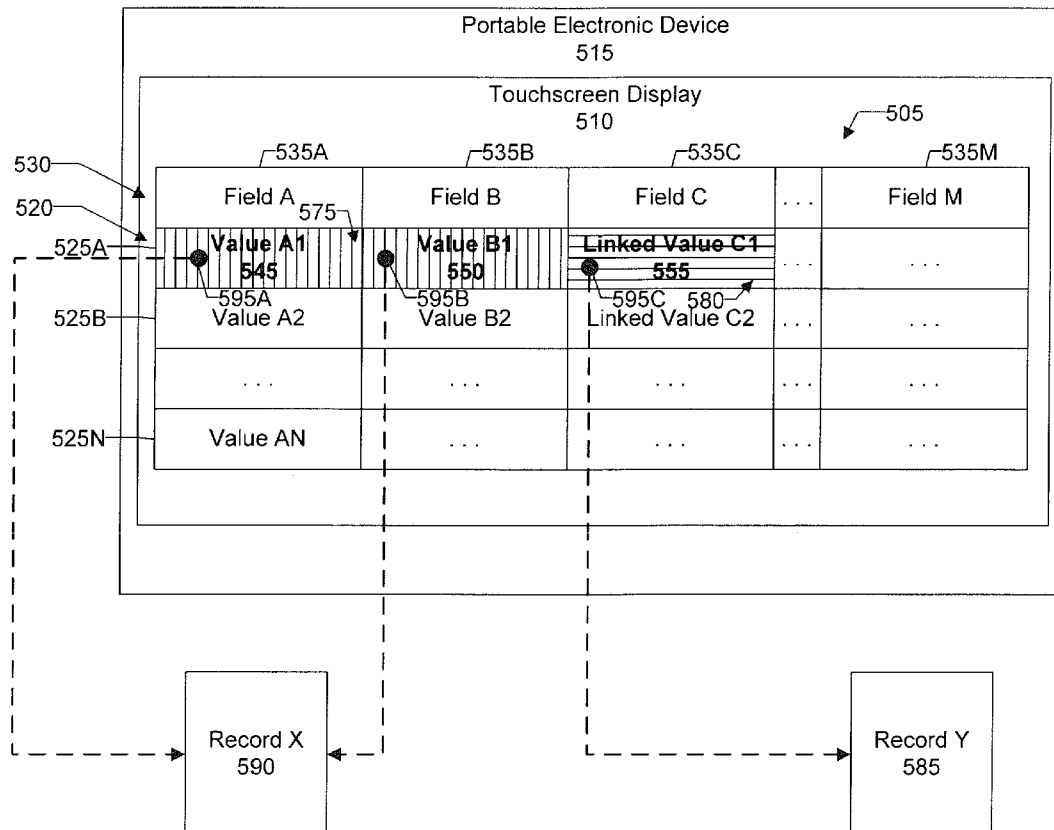 Portable Electronic Device
515
Touchscreen Display
510
505
535A 535B 535C 535M
530
Field A Field B Field C . . . Field M
520
575
525A
Value A1 Value B1 Linked Value C1
545 550 555
. . . . . .
595A 595B 595C 580
525B
Value A2 Value B2 Linked Value C2 . . . . . .
. . . . . . . . . . . . . . .
525N
Value AN . . . . . . . . . . . .
Record X
590
Record Y
585